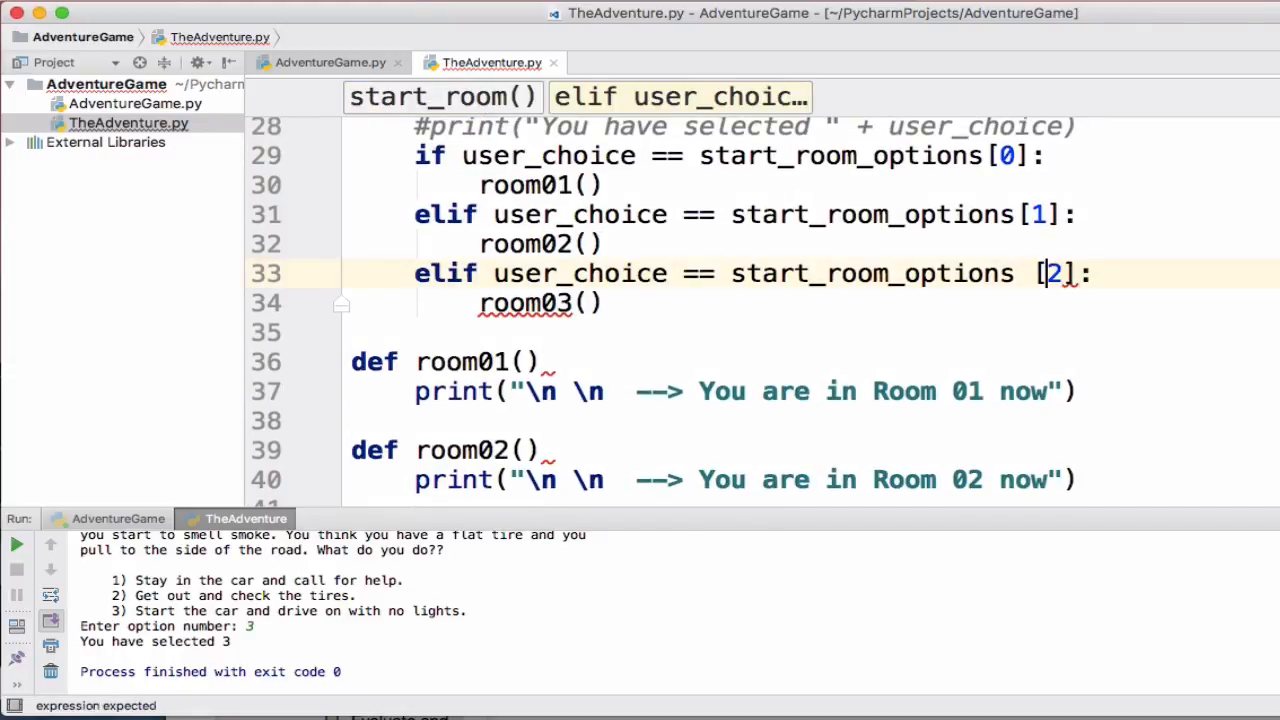 TheAdventure.py - AdventureGame - [~/PycharmProjects/AdventureGame]
AdventureGame TheAdventure.py
Project AdventureGame.py TheAdventure.py
AdventureGame ~/Pycharm
AdventureGame.py
TheAdventure.py
External Libraries
start_room() elif user_choic...
28 #print("You have selected " + user_choice)
29 if user_choice == start_room_options[0]:
30 room01()
31 elif user_choice == start_room_options[1]:
32 room02()
33 elif user_choice == start_room_options [2]:
34 room03()
35
36 def room01()
37 print("\n \n --> You are in Room 01 now")
38
39 def room02()
40 print("\n \n --> You are in Room 02 now")
Run: AdventureGame TheAdventure
you start to smell smoke. You think you have a flat tire and you
pull to the side of the road. What do you do??
1) Stay in the car and call for help.
2) Get out and check the tires.
3) Start the car and drive on with no lights.
Enter option number: 3
You have selected 3
Process finished with exit code 0
expression expected